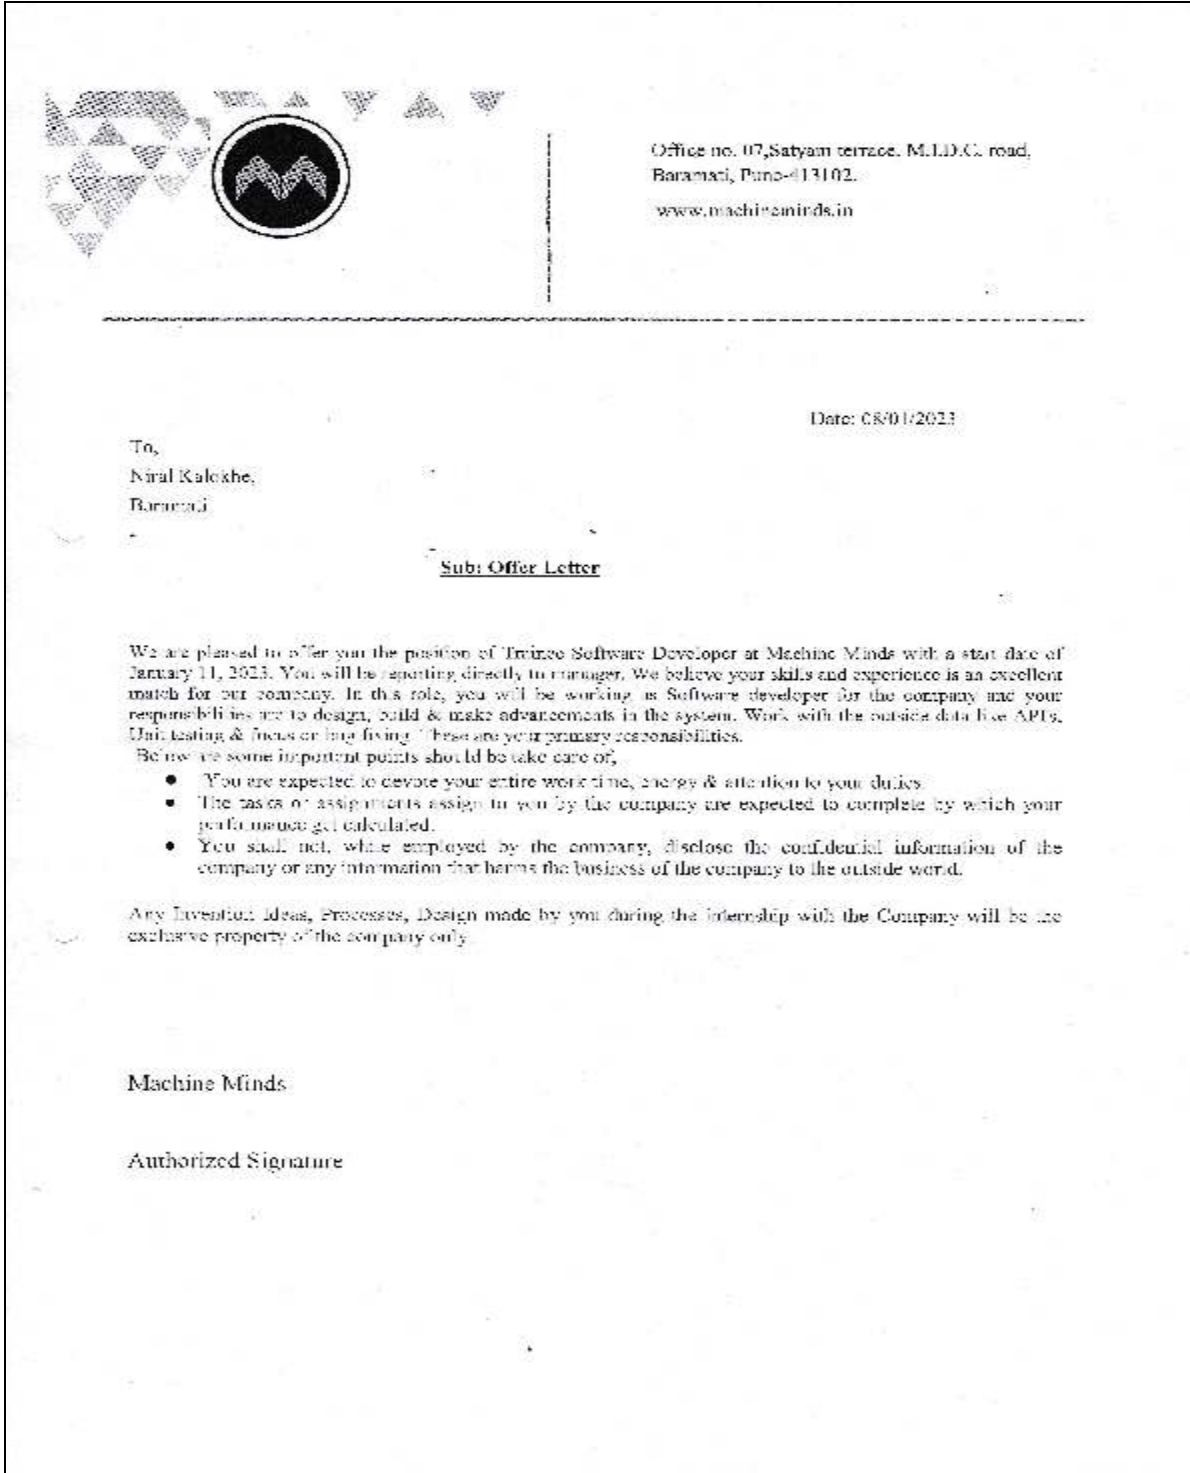 Office no. 07,Satyam terrace. M.I.D.C. road,
Baramati, Pune-413102.
www.machineminds.in
Date: 08/01/2023
To,
Niral Kalokhe,
Baramati
Sub: Offer Letter
We are pleased to offer you the position of Trainee Software Developer at Machine Minds with a start date of
January 11, 2023. You will be reporting directly to manager. We believe your skills and experience is an excellent
match for our company. In this role, you will be working as Software developer for the company and your
responsibilities are to design, build & make advancements in the system. Work with the outside data like APIs,
Unit testing & focus on bug fixing. These are your primary responsibilities.
Below are some important points should be take care of,
● You are expected to devote your entire work time, energy & attention to your duties.
● The tasks or assignments assign to you by the company are expected to complete by which your
performance get calculated.
● You shall not, while employed by the company, disclose the confidential information of the
company or any information that harms the business of the company to the outside world.
Any Invention Ideas, Processes, Design made by you during the internship with the Company will be the
exclusive property of the company only
Machine Minds
Authorized Signature